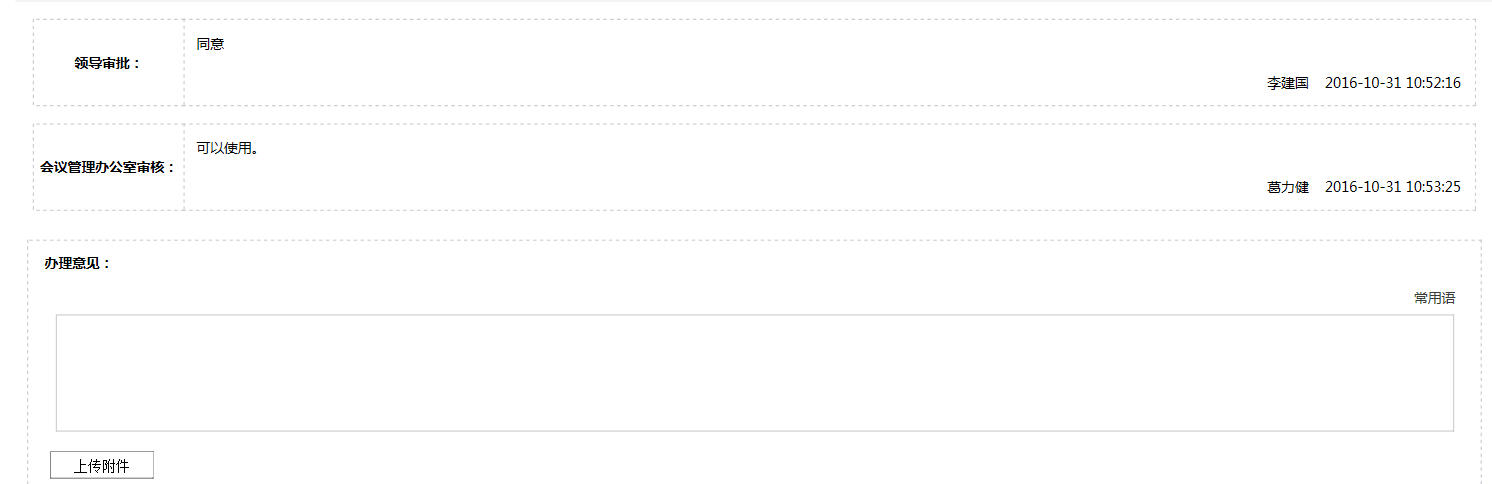 领导审批：
同意
李建国 2016-10-31 10:52:16
会议管理办公室审核：
可以使用。
葛力健 2016-10-31 10:53:25
办理意见：
常用语
上传附件